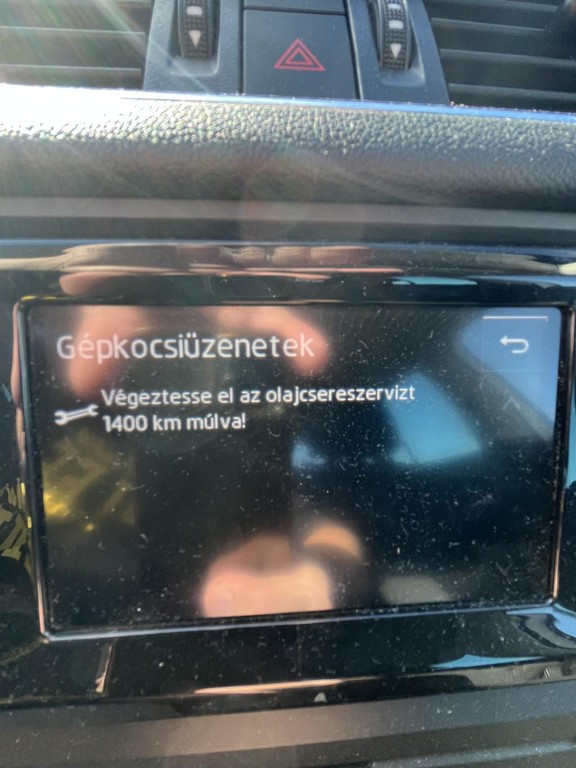 Gépkocsiüzenetek
Végeztesse el az olajcsereszervizt
1400 km múlva!